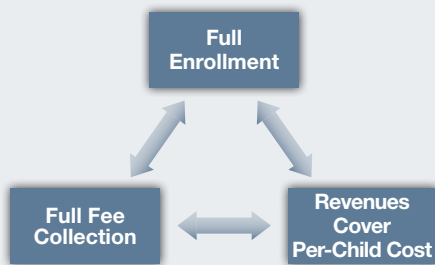 Full
Enrollment
Full Fee
Collection
Revenues
Cover
Per-Child Cost